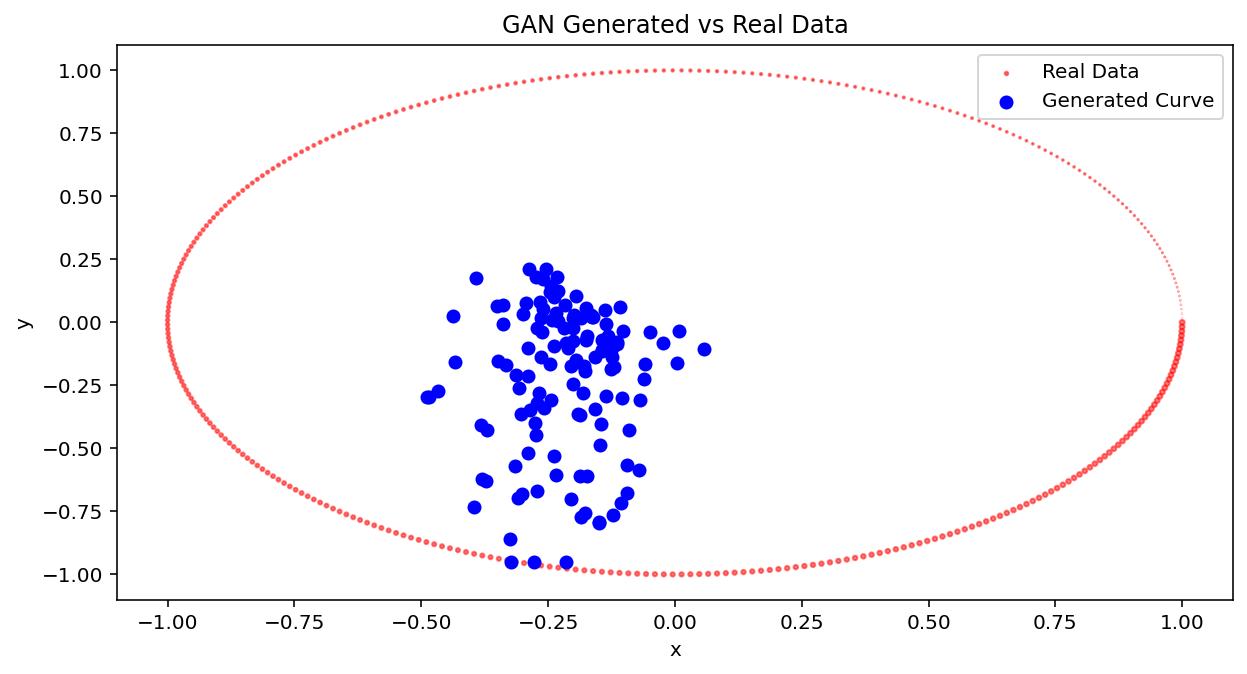 GAN Generated vs Real Data
Real Data
Generated Curve
y
1.00
0.75
0.50
0.25
0.00
−0.25
−0.50
−0.75
−1.00
−1.00 −0.75 −0.50 −0.25 0.00 0.25 0.50 0.75 1.00
x